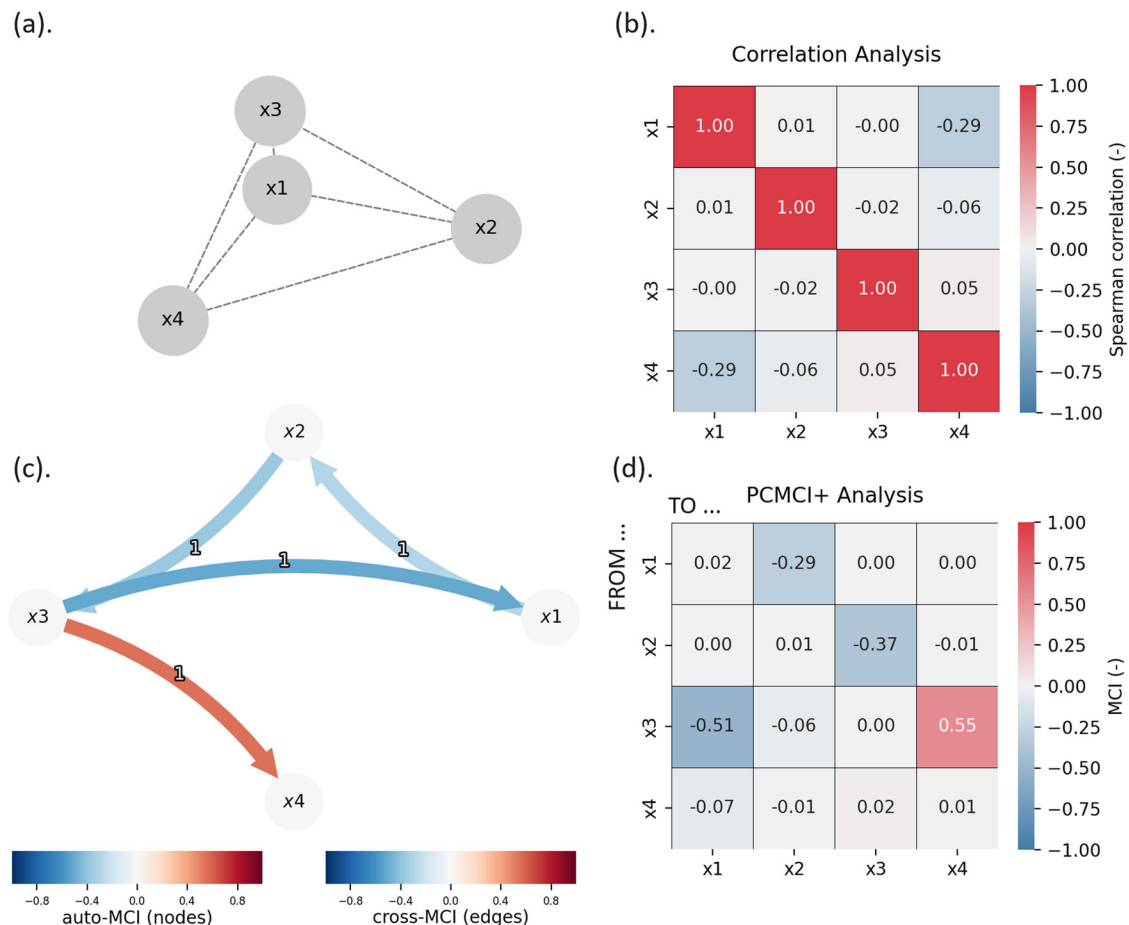 (a).
x3
x1
x2
x4
(b).
Correlation Analysis
x1 1.00 0.01 -0.00 -0.29
x2 0.01 1.00 -0.02 -0.06
x3 -0.00 -0.02 1.00 0.05
x4 -0.29 -0.06 0.05 1.00
x1 x2 x3 x4
1.00
0.75
0.50
0.25
0.00
−0.25
−0.50
−0.75
−1.00
Spearman correlation (-)
(c).
x2
1
1
1
x3
x1
1
x4
−0.8 −0.4 0.0 0.4 0.8
auto-MCI (nodes)
−0.8 −0.4 0.0 0.4 0.8
cross-MCI (edges)
(d).
PCMCI+ Analysis
TO ...
FROM ...
x1 0.02 -0.29 0.00 0.00
x2 0.00 0.01 -0.37 -0.01
x3 -0.51 -0.06 0.00 0.55
x4 -0.07 -0.01 0.02 0.01
x1 x2 x3 x4
1.00
0.75
0.50
0.25
0.00
−0.25
−0.50
−0.75
−1.00
MCI (-)